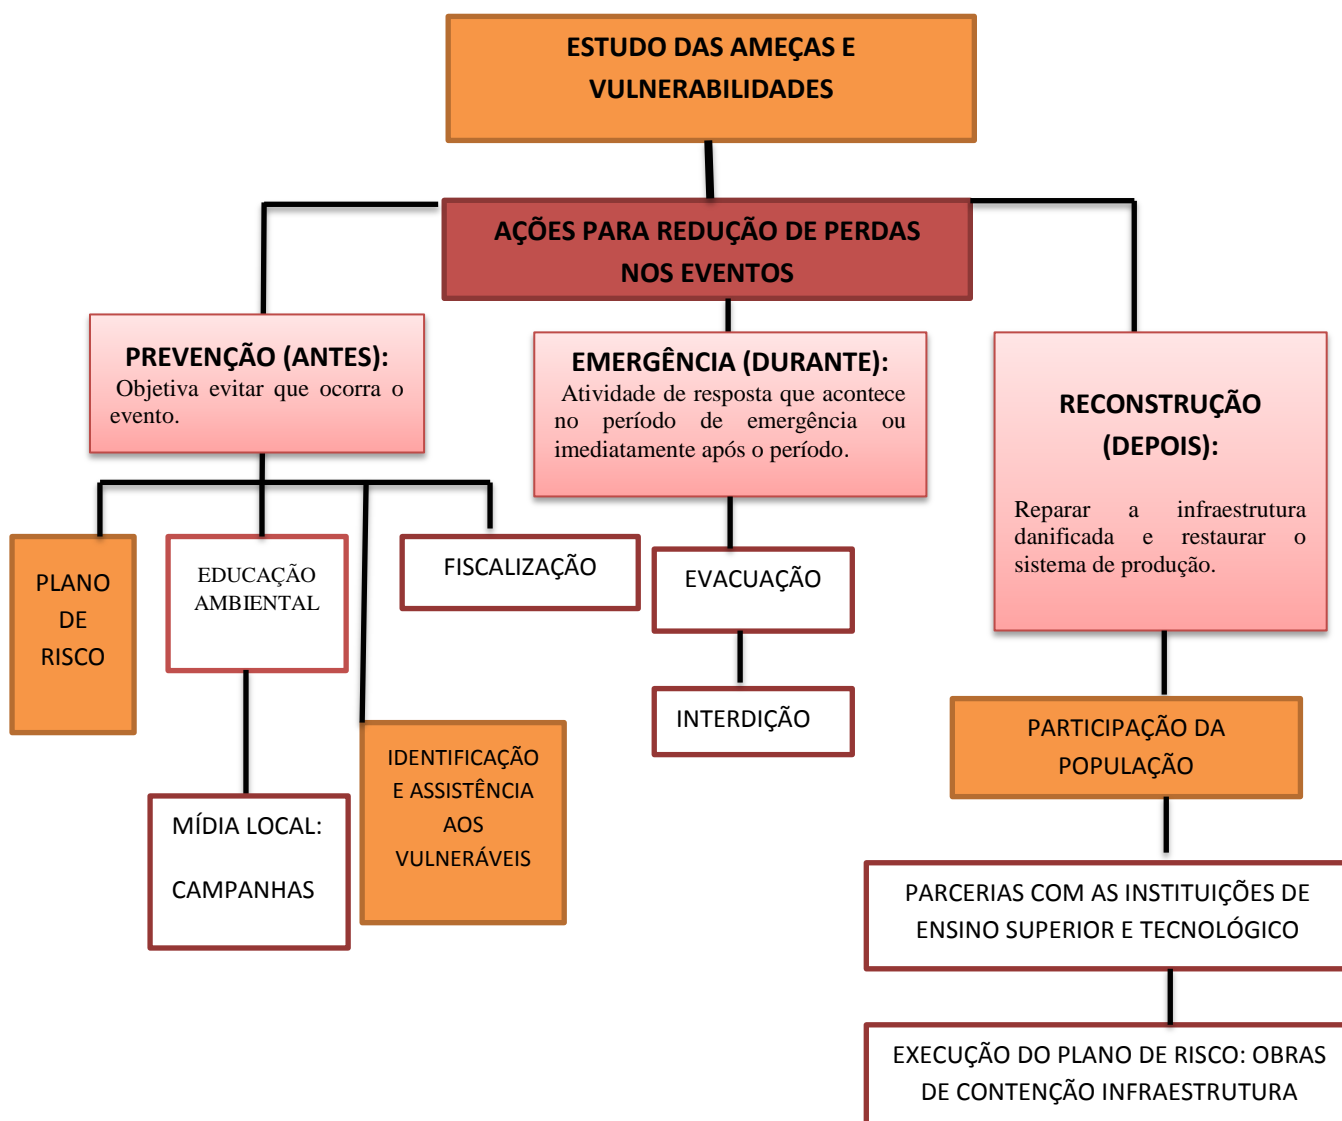 ESTUDO DAS AMEÇAS E
VULNERABILIDADES
AÇÕES PARA REDUÇÃO DE PERDAS
NOS EVENTOS
PREVENÇÃO (ANTES):
Objetiva evitar que ocorra o
evento.
EMERGÊNCIA (DURANTE):
Atividade de resposta que acontece
no período de emergência ou
imediatamente após o período.
RECONSTRUÇÃO
(DEPOIS):
Reparar a infraestrutura
danificada e restaurar o
sistema de produção.
PLANO
DE
RISCO
EDUCAÇÃO
AMBIENTAL
FISCALIZAÇÃO
EVACUAÇÃO
INTERDIÇÃO
MÍDIA LOCAL:
CAMPANHAS
IDENTIFICAÇÃO
E ASSISTÊNCIA
AOS
VULNERÁVEIS
PARTICIPAÇÃO DA
POPULAÇÃO
PARCERIAS COM AS INSTITUIÇÕES DE
ENSINO SUPERIOR E TECNOLÓGICO
EXECUÇÃO DO PLANO DE RISCO: OBRAS
DE CONTENÇÃO INFRAESTRUTURA